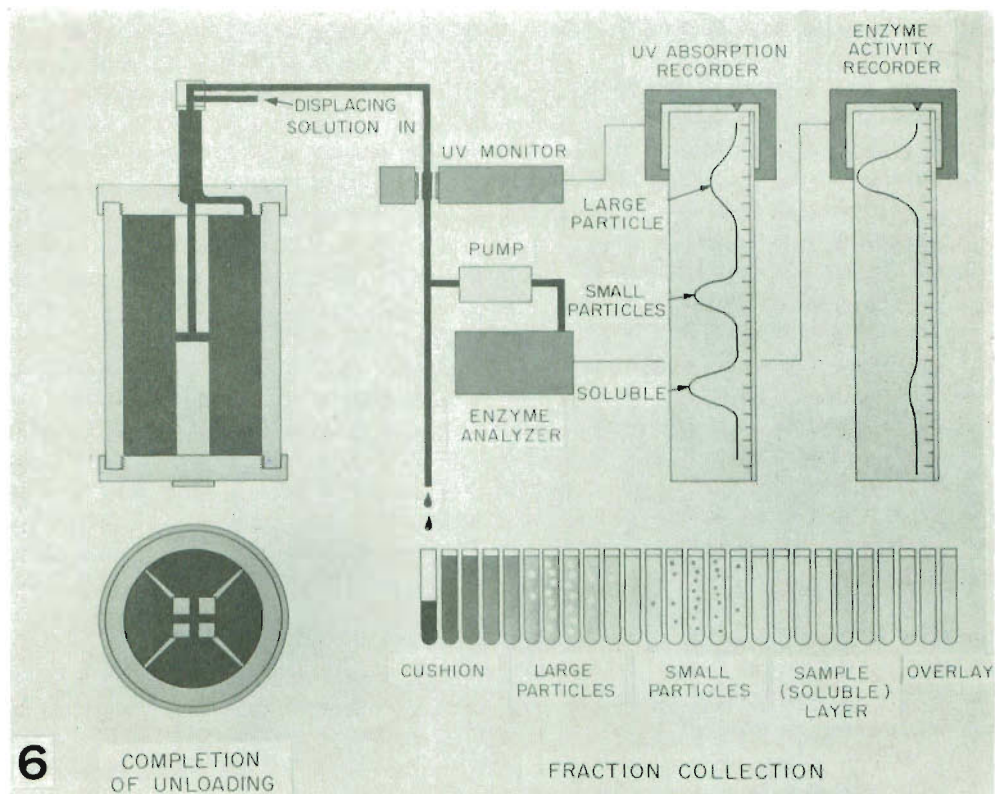 ENZYME
ACTIVITY
RECORDER
UV ABSORPTION
RECORDER
DISPLACING
SOLUTION IN
UV MONITOR
LARGE
PARTICLE
PUMP
SMALL
PARTICLES
SOLUBLE
ENZYME
ANALYZER
CUSHION
LARGE
PARTICLES
SMALL
PARTICLES
SAMPLE
(SOLUBLE)
LAYER
OVERLAY
6
COMPLETION
OF UNLOADING
FRACTION COLLECTION